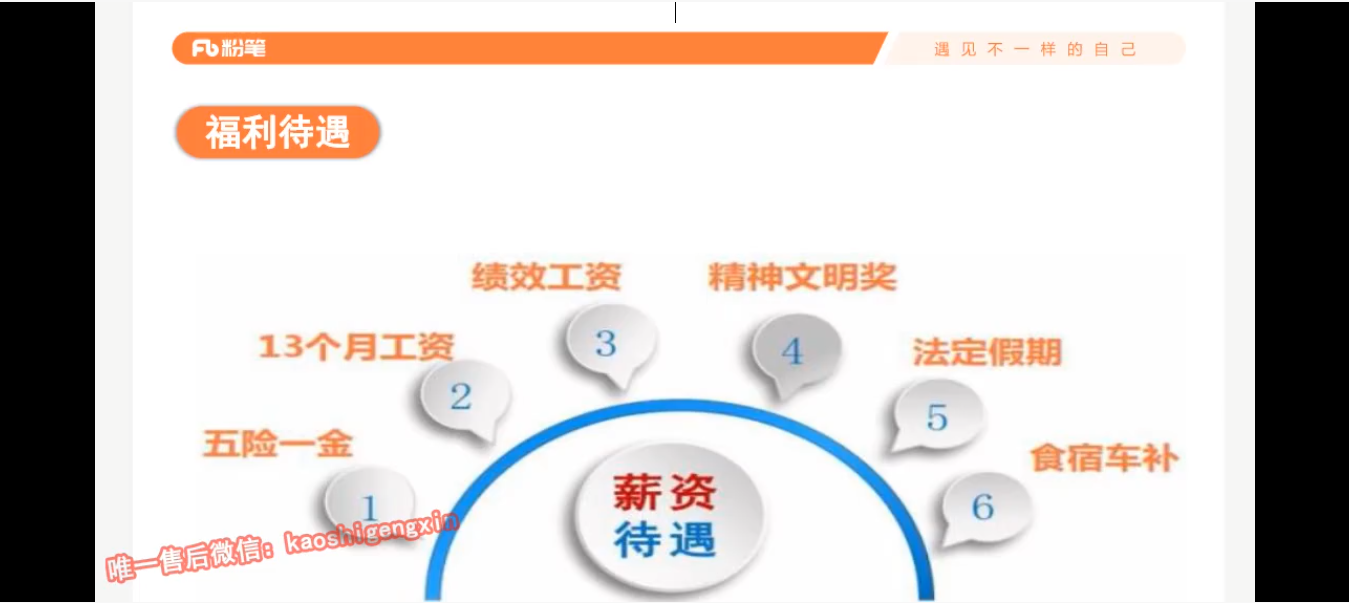 粉笔
遇见不一样的自己
福利待遇
绩效工资
精神文明奖
13个月工资
法定假期
五险一金
食宿车补
3
4
2
5
1
6
薪资
待遇
唯一售后微信：kaoshigengxin